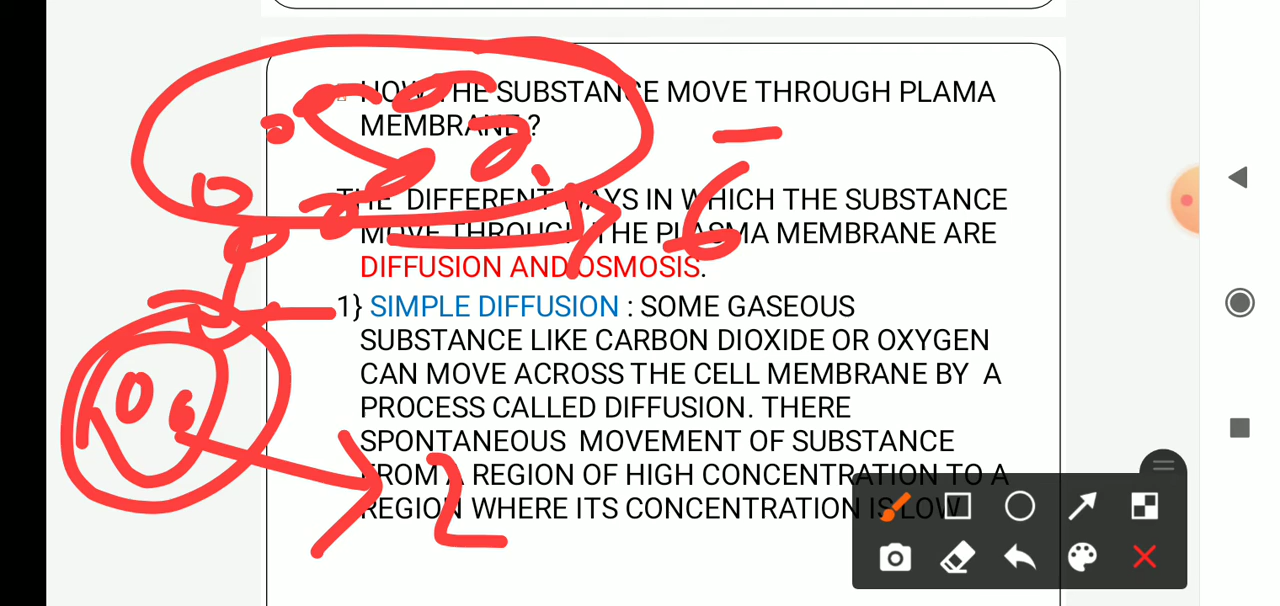 HOW THE SUBSTANCE MOVE THROUGH PLAMA
MEMBRANE ?
THE DIFFERENT WAYS IN WHICH THE SUBSTANCE
MOVE THROUGH THE PLASMA MEMBRANE ARE
DIFFUSION AND OSMOSIS.
1} SIMPLE DIFFUSION : SOME GASEOUS
SUBSTANCE LIKE CARBON DIOXIDE OR OXYGEN
CAN MOVE ACROSS THE CELL MEMBRANE BY A
PROCESS CALLED DIFFUSION. THERE
SPONTANEOUS MOVEMENT OF SUBSTANCE
FROM A REGION OF HIGH CONCENTRATION TO A
REGION WHERE ITS CONCENTRATION IS LOW
6
2